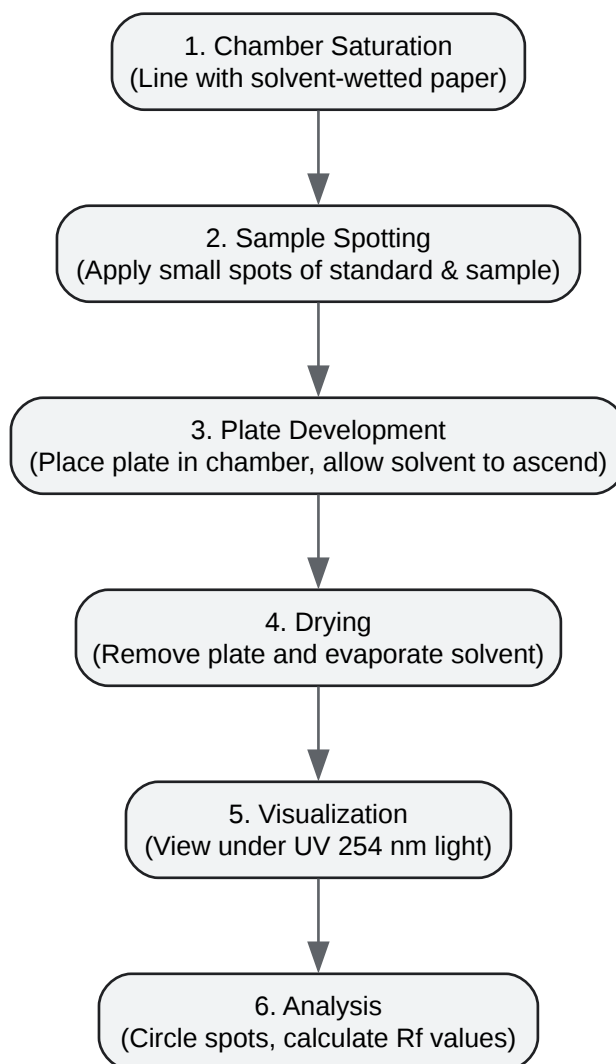 1. Chamber Saturation
(Line with solvent-wetted paper)
2. Sample Spotting
(Apply small spots of standard & sample)
3. Plate Development
(Place plate in chamber, allow solvent to ascend)
4. Drying
(Remove plate and evaporate solvent)
5. Visualization
(View under UV 254 nm light)
6. Analysis
(Circle spots, calculate Rf values)